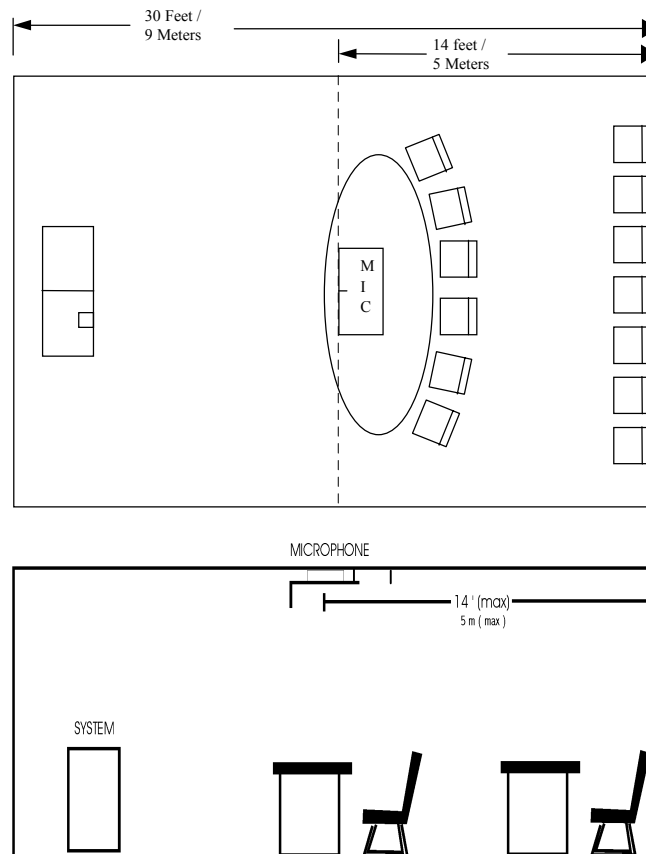 30 Feet /
9 Meters
14 feet /
5 Meters
M
I
C
MICROPHONE
14 ' (max)
5 m ( max )
SYSTEM